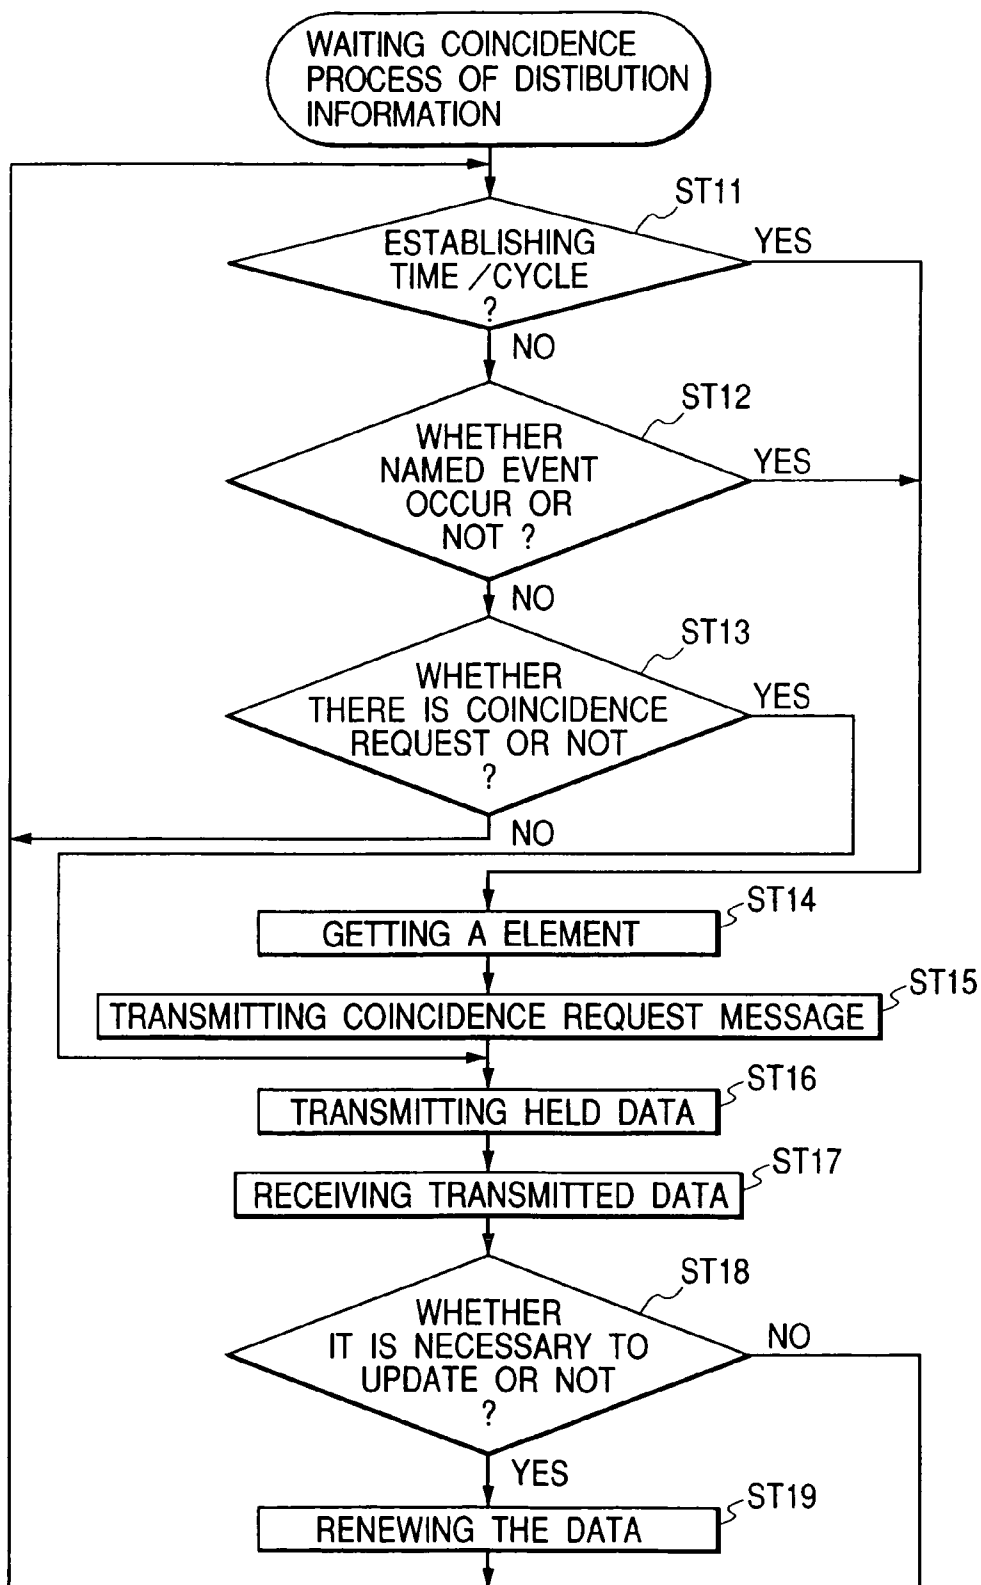 WAITING COINCIDENCE
PROCESS OF DISTIBUTION
INFORMATION
ST11
ESTABLISHING
TIME /CYCLE
?
YES
NO
ST12
WHETHER
NAMED EVENT
OCCUR OR
NOT ?
YES
NO
ST13
WHETHER
THERE IS COINCIDENCE
REQUEST OR NOT
?
YES
NO
ST14
GETTING A ELEMENT
ST15
TRANSMITTING COINCIDENCE REQUEST MESSAGE
ST16
TRANSMITTING HELD DATA
ST17
RECEIVING TRANSMITTED DATA
ST18
WHETHER
IT IS NECESSARY TO
UPDATE OR NOT
?
NO
YES
ST19
RENEWING THE DATA